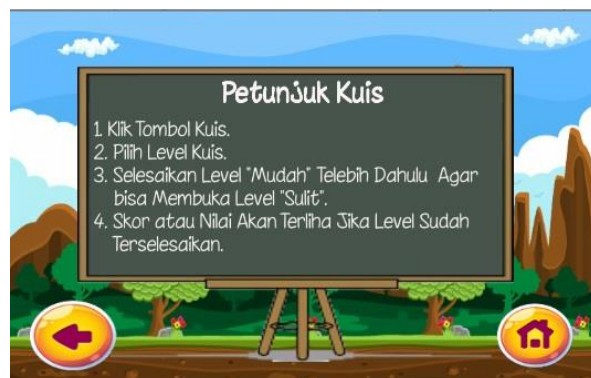 Petunjuk Kuis
1. Klik Tombol Kuis.
2. Pilih Level Kuis.
3. Selesaikan Level "Mudah" Telebih Dahulu Agar
bisa Membuka Level "Sulit".
4. Skor atau Nilai Akan Terliha Jika Level Sudah
Terselesaikan.